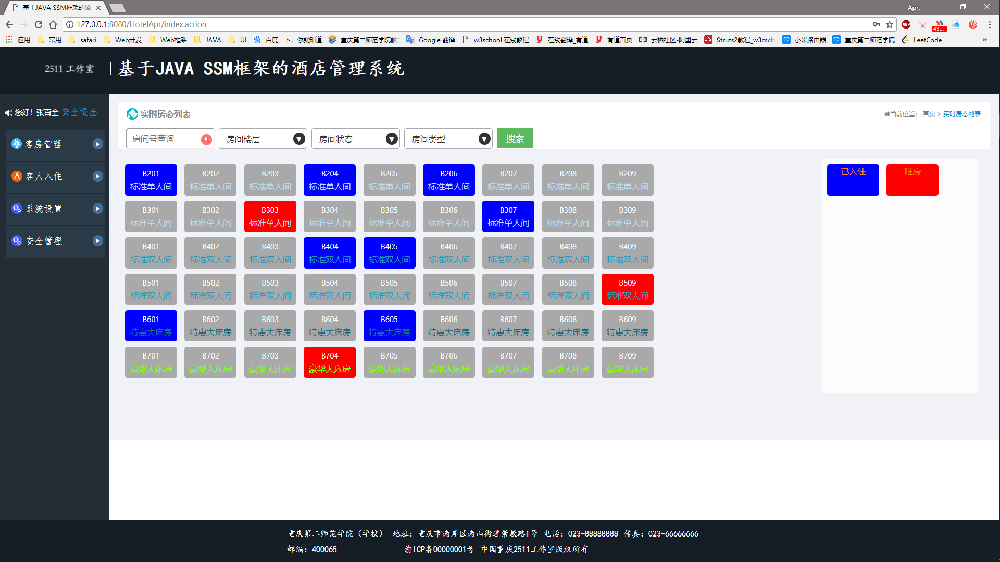 基于JAVA SSM框架的酒
Apr.
127.0.0.1:8080/HotelApr/index.action
ABP
43...
应用 常用 safari Web开发 Web框架 JAVA UI 百度一下，你就知道 重庆第二师范学院教务 Google 翻译 w3school 在线教程 在线翻译_有道 有道首页 云栖社区-阿里云 Struts2教程_w3csch 小米路由器 重庆第二师范学院 LeetCode »
2511 工作室 | 基于JAVA SSM框架的酒店管理系统
您好！张百全 安全退出
客房管理
客人入住
系统设置
安全管理
实时房态列表
当前位置： 首页 > 实时房态列表
房间号查询 房间楼层 房间状态 房间类型 搜索
B201 B202 B203 B204 B205 B206 B207 B208 B209
标准单人间 标准单人间 标准单人间 标准单人间 标准单人间 标准单人间 标准单人间 标准单人间 标准单人间
B301 B302 B303 B304 B305 B306 B307 B308 B309
标准单人间 标准单人间 标准单人间 标准单人间 标准单人间 标准单人间 标准单人间 标准单人间 标准单人间
B401 B402 B403 B404 B405 B406 B407 B408 B409
标准双人间 标准双人间 标准双人间 标准双人间 标准双人间 标准双人间 标准双人间 标准双人间 标准双人间
B501 B502 B503 B504 B505 B506 B507 B508 B509
标准双人间 标准双人间 标准双人间 标准双人间 标准双人间 标准双人间 标准双人间 标准双人间 标准双人间
B601 B602 B603 B604 B605 B606 B607 B608 B609
特惠大床房 特惠大床房 特惠大床房 特惠大床房 特惠大床房 特惠大床房 特惠大床房 特惠大床房 特惠大床房
B701 B702 B703 B704 B705 B706 B707 B708 B709
豪华大床房 豪华大床房 豪华大床房 豪华大床房 豪华大床房 豪华大床房 豪华大床房 豪华大床房 豪华大床房
已入住 脏房
重庆第二师范学院（学校） 地址：重庆市南岸区南山街道崇教路1号 电话：023-88888888 传真：023-66666666
邮编：400065 渝ICP备00000001号 中国重庆2511工作室版权所有